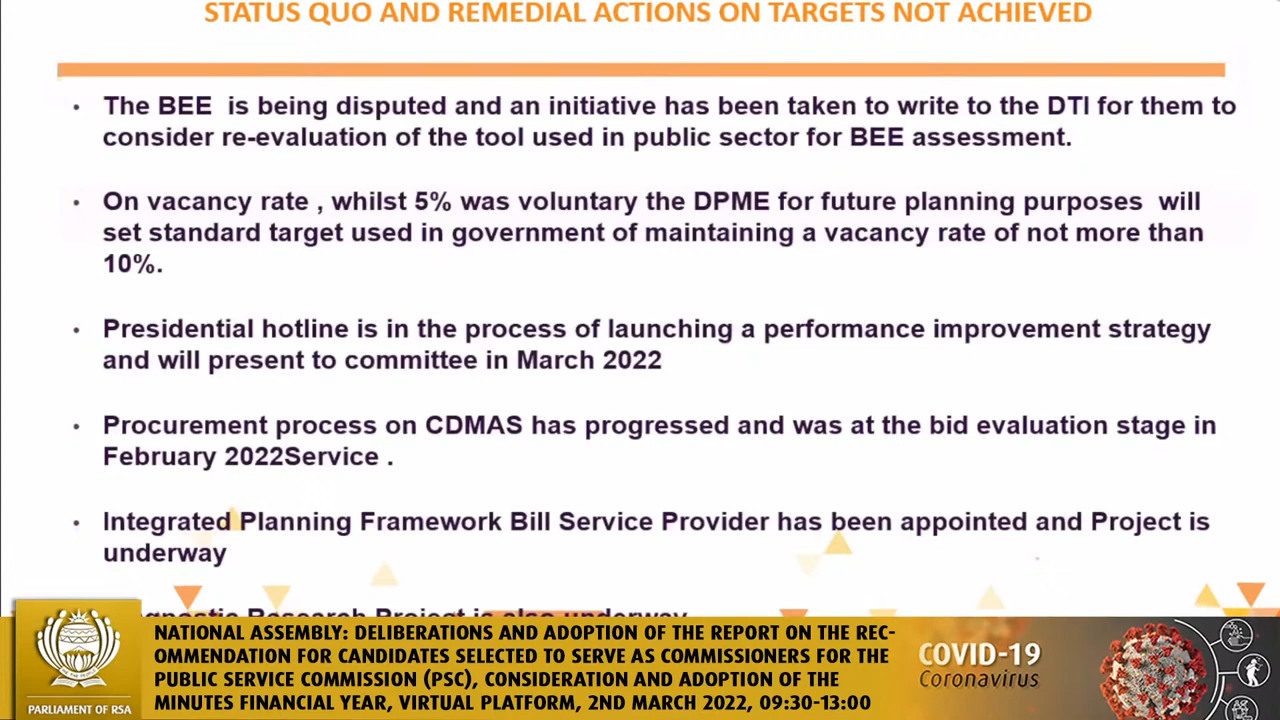 STATUS QUO AND REMEDIAL ACTIONS ON TARGETS NOT ACHIEVED
• The BEE is being disputed and an initiative has been taken to write to the DTI for them to
consider re-evaluation of the tool used in public sector for BEE assessment.
• On vacancy rate , whilst 5% was voluntary the DPME for future planning purposes will
set standard target used in government of maintaining a vacancy rate of not more than
10%.
• Presidential hotline is in the process of launching a performance improvement strategy
and will present to committee in March 2022
• Procurement process on CDMAS has progressed and was at the bid evaluation stage in
February 2022Service .
• Integrated Planning Framework Bill Service Provider has been appointed and Project is
underway
Research Project is also underway
NATIONAL ASSEMBLY: DELIBERATIONS AND ADOPTION OF THE REPORT ON THE REC-
OMMENDATION FOR CANDIDATES SELECTED TO SERVE AS COMMISSIONERS FOR THE
PUBLIC SERVICE COMMISSION (PSC), CONSIDERATION AND ADOPTION OF THE
MINUTES FINANCIAL YEAR, VIRTUAL PLATFORM, 2ND MARCH 2022, 09:30-13:00
PARLIAMENT OF RSA
COVID-19
Coronavirus